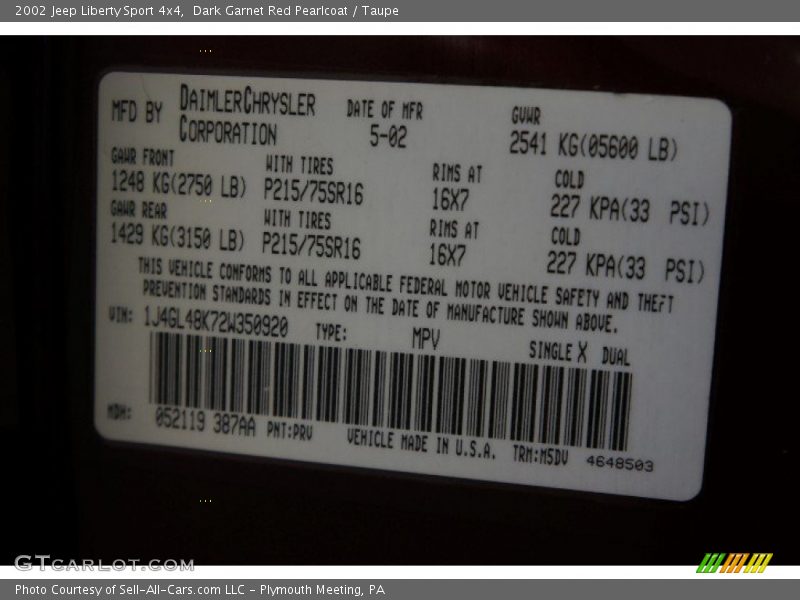 2002 Jeep Liberty Sport 4x4, Dark Garnet Red Pearlcoat / Taupe
MFD BY DAIMLERCHRYSLER CORPORATION DATE OF MFR 5-02 GVWR 2541 KG(05600 LB)
GAWR FRONT WITH TIRES RIMS AT COLD
1248 KG(2750 LB) P215/75SR16 16X7 227 KPA(33 PSI)
GAWR REAR WITH TIRES RIMS AT COLD
1429 KG(3150 LB) P215/75SR16 16X7 227 KPA(33 PSI)
THIS VEHICLE CONFORMS TO ALL APPLICABLE FEDERAL MOTOR VEHICLE SAFETY AND THEFT
PREVENTION STANDARDS IN EFFECT ON THE DATE OF MANUFACTURE SHOWN ABOVE.
VIN: 1J4GL48K72W350920 TYPE: MPV SINGLE X DUAL
MDH: 052119 387AA PNT:PRV VEHICLE MADE IN U.S.A. TRM:M5DV 4648503
GTCARLOT.COM
Photo Courtesy of Sell-All-Cars.com LLC - Plymouth Meeting, PA